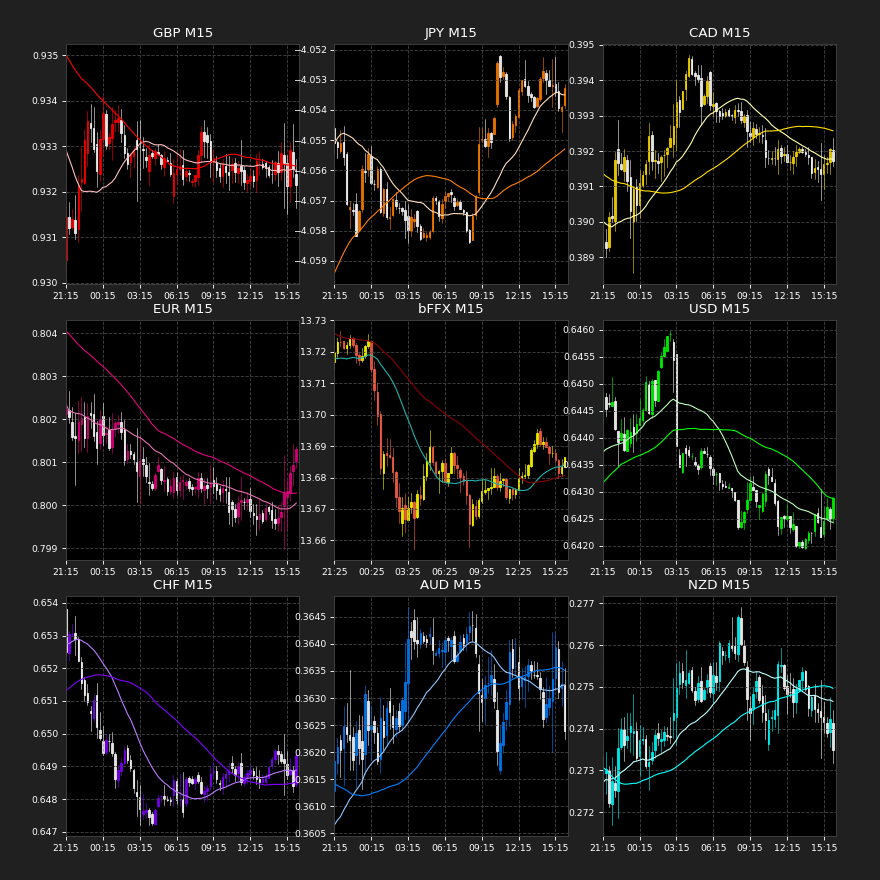 GBP M15 JPY M15 CAD M15
0.935 -4.052 0.395
0.934 -4.053 0.394
0.933 -4.054 0.393
0.932 -4.055 0.392
0.931 -4.056 0.391
0.930 -4.057 0.390
-4.058 0.389
-4.059
21:15 00:15 03:15 06:15 09:15 12:15 15:15 21:25 00:25 03:15 06:15 09:15 12:15 15:15 21:15 00:15 03:15 06:15 09:15 12:15 15:15
EUR M15 bFFX M15 USD M15
0.804 13.73 0.6460
0.803 13.72 0.6455
0.802 13.71 0.6450
0.801 13.70 0.6445
0.800 13.69 0.6440
0.799 13.68 0.6435
13.67 0.6430
13.66 0.6425
0.6420
21:15 00:15 03:15 06:15 09:15 12:15 15:15 21:25 00:25 03:25 06:25 09:25 12:25 15:25 21:15 00:15 03:15 06:15 09:15 12:15 15:15
CHF M15 AUD M15 NZD M15
0.654 0.3645 0.277
0.653 0.3640 0.276
0.652 0.3635 0.275
0.651 0.3630 0.274
0.650 0.3625 0.273
0.649 0.3620 0.272
0.648 0.3615
0.647 0.3610
0.3605
21:15 00:15 03:15 06:15 09:15 12:15 15:15 21:15 00:15 03:15 06:15 09:15 12:15 15:15 21:15 00:15 03:15 06:15 09:15 12:15 15:15